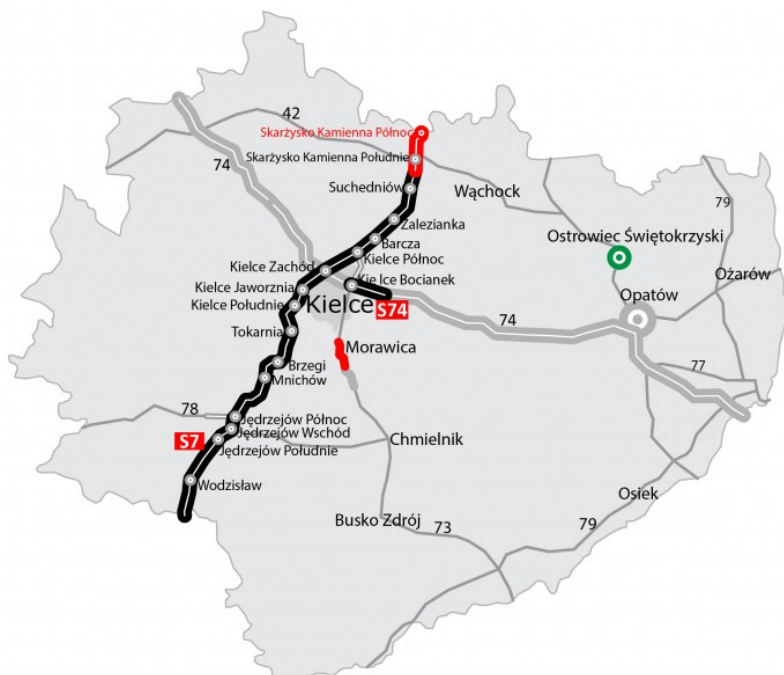 42
Skarżysko Kamienna Północ
74
Skarżysko Kamienna Południe
Suchedniów
Wąchock
79
Zalezianka
Ostrowiec Świętokrzyski
Barcza
Kielce Północ
Kielce Zachód
Ożarów
Kie lce Bocianek
Kielce Jaworznia
Opatów
Kielce Południe
Kielce
S74
74
Tokarnia
Morawica
Brzegi
77
Mnichów
78
Jędrzejów Północ
Jędrzejów Wschód
S7
Chmielnik
Jędrzejów Południe
Wodzisław
Osiek
Busko Zdrój
73
79